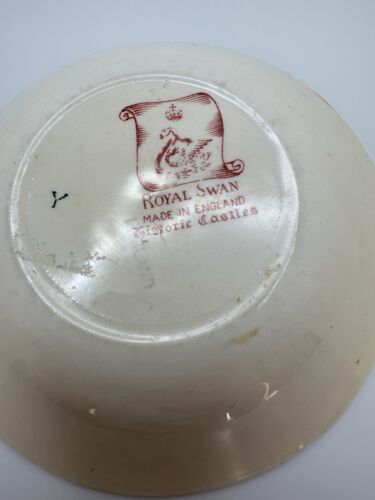 ROYAL SWAN
MADE IN ENGLAND
Historic Castles